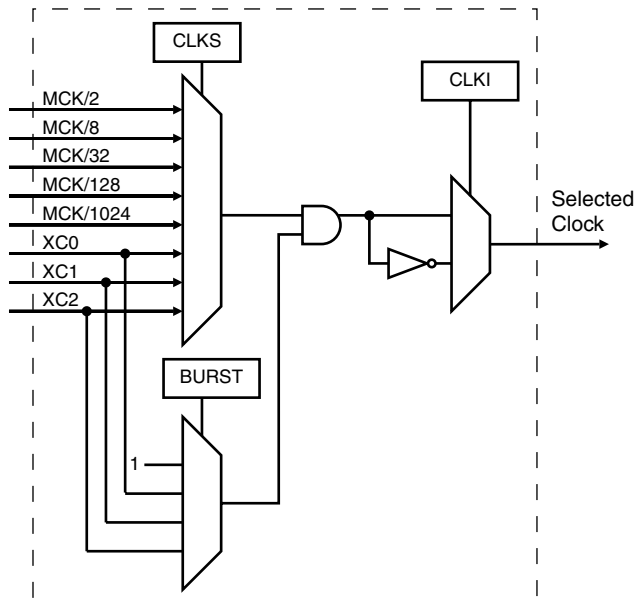 CLKS
CLKI
MCK/2
MCK/8
MCK/32
MCK/128
MCK/1024
XC0
XC1
XC2
Selected
Clock
BURST
1